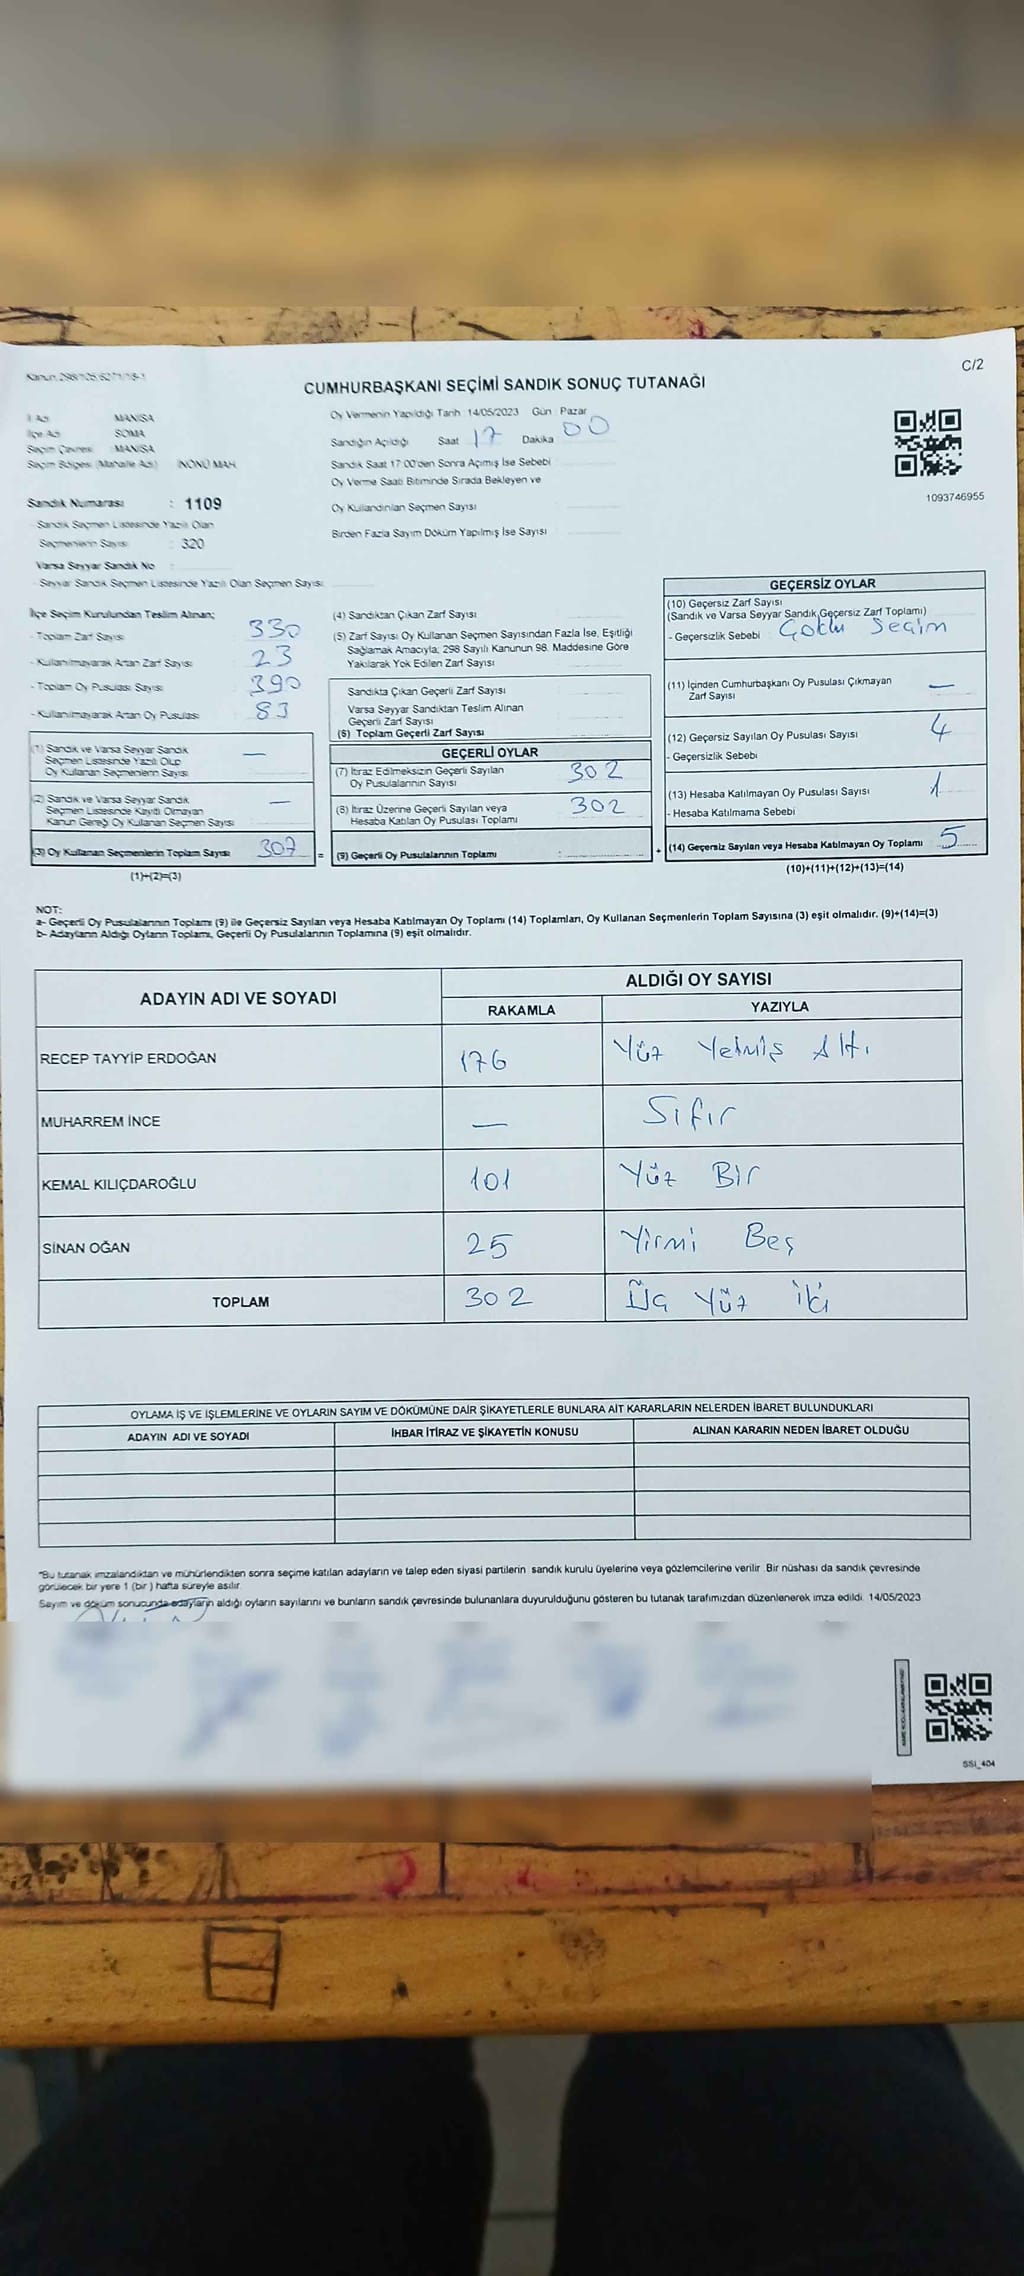 Kanun 298/105,6271/18-1
C/2
CUMHURBAŞKANI SEÇİMİ SANDIK SONUÇ TUTANAĞI
İl Adı MANİSA
İlçe Adı SOMA
Seçim Çevresi : MANİSA
Seçim Bölgesi (Mahalle Adı) İNÖNÜ MAH.
Sandık Numarası : 1109
Sandık Seçmen Listesinde Yazılı Olan
Seçmenlerin Sayısı : 320
Varsa Seyyar Sandık No :
Seyyar Sandık Seçmen Listesinde Yazılı Olan Seçmen Sayısı:
Oy Vermenin Yapıldığı Tarih :14/05/2023 Gün : Pazar
Sandığın Açıldığı Saat 17 Dakika 00
Sandık Saat 17:00'den Sonra Açımış İse Sebebi
Oy Verme Saati Bitiminde Sırada Bekleyen ve
Oy Kullandırılan Seçmen Sayısı
Birden Fazla Sayım Döküm Yapılmış İse Sayısı
1093746955
İlçe Seçim Kurulundan Teslim Alınan;
- Toplam Zarf Sayısı 330
- Kullanılmayarak Artan Zarf Sayısı 23
- Toplam Oy Pusulası Sayısı 390
- Kullanılmayarak Artan Oy Pusulası 83
(1) Sandık ve Varsa Seyyar Sandık
Seçmen Listesinde Yazılı Olup
Oy Kullanan Seçmenlerin Sayısı —
(2) Sandık ve Varsa Seyyar Sandık
Seçmen Listesinde Kayıtlı Olmayan
Kanun Gereği Oy Kullanan Seçmen Sayısı —
(3) Oy Kullanan Seçmenlerin Toplam Sayısı 307 =
(1)+(2)=(3)
(4) Sandıktan Çıkan Zarf Sayısı
(5) Zarf Sayısı Oy Kullanan Seçmen Sayısından Fazla İse, Eşitliği
Sağlamak Amacıyla; 298 Sayılı Kanunun 98. Maddesine Göre
Yakılarak Yok Edilen Zarf Sayısı
Sandıkta Çıkan Geçerli Zarf Sayısı
Varsa Seyyar Sandıktan Teslim Alınan
Geçerli Zarf Sayısı
(6) Toplam Geçerli Zarf Sayısı
GEÇERLİ OYLAR
(7) İtiraz Edilmeksizin Geçerli Sayılan
Oy Pusulalarının Sayısı 302
(8) İtiraz Üzerine Geçerli Sayılan veya
Hesaba Katılan Oy Pusulası Toplamı 302
(9) Geçerli Oy Pusulalarının Toplamı : +
GEÇERSİZ OYLAR
(10) Geçersiz Zarf Sayısı
(Sandık ve Varsa Seyyar Sandık,Geçersiz Zarf Toplamı)
- Geçersizlik Sebebi : Çoklu Seçim
(11) İçinden Cumhurbaşkanı Oy Pusulası Çıkmayan
Zarf Sayısı —
(12) Geçersiz Sayılan Oy Pusulası Sayısı 4
- Geçersizlik Sebebi
(13) Hesaba Katılmayan Oy Pusulası Sayısı 1
- Hesaba Katılmama Sebebi
(14) Geçersiz Sayılan veya Hesaba Katılmayan Oy Toplamı 5
(10)+(11)+(12)+(13)=(14)
NOT:
a- Geçerli Oy Pusulalarının Toplamı (9) ile Geçersiz Sayılan veya Hesaba Katılmayan Oy Toplamı (14) Toplamları, Oy Kullanan Seçmenlerin Toplam Sayısına (3) eşit olmalıdır. (9)+(14)=(3)
b- Adayların Aldığı Oyların Toplamı, Geçerli Oy Pusulalarının Toplamına (9) eşit olmalıdır.
ADAYIN ADI VE SOYADI ALDIĞI OY SAYISI
RAKAMLA YAZIYLA
RECEP TAYYİP ERDOĞAN 176 Yüz Yetmiş Altı
MUHARREM İNCE — Sıfır
KEMAL KILIÇDAROĞLU 101 Yüz Bir
SİNAN OĞAN 25 Yirmi Beş
TOPLAM 302 Üç Yüz İki
OYLAMA İŞ VE İŞLEMLERİNE VE OYLARIN SAYIM VE DÖKÜMÜNE DAİR ŞİKAYETLERLE BUNLARA AİT KARARLARIN NELERDEN İBARET BULUNDUKLARI
ADAYIN ADI VE SOYADI İHBAR İTİRAZ VE ŞİKAYETİN KONUSU ALINAN KARARIN NEDEN İBARET OLDUĞU
*Bu tutanak imzalandıktan ve mühürlendikten sonra seçime katılan adayların ve talep eden siyasi partilerin sandık kurulu üyelerine veya gözlemcilerine verilir. Bir nüshası da sandık çevresinde
görülecek bir yere 1 (bir ) hafta süreyle asılır.
Sayım ve döküm sonucunda adayların aldığı oyların sayılarını ve bunların sandık çevresinde bulunanlara duyurulduğunu gösteren bu tutanak tarafımızdan düzenlenerek imza edildi. 14/05/2023
SSI_404